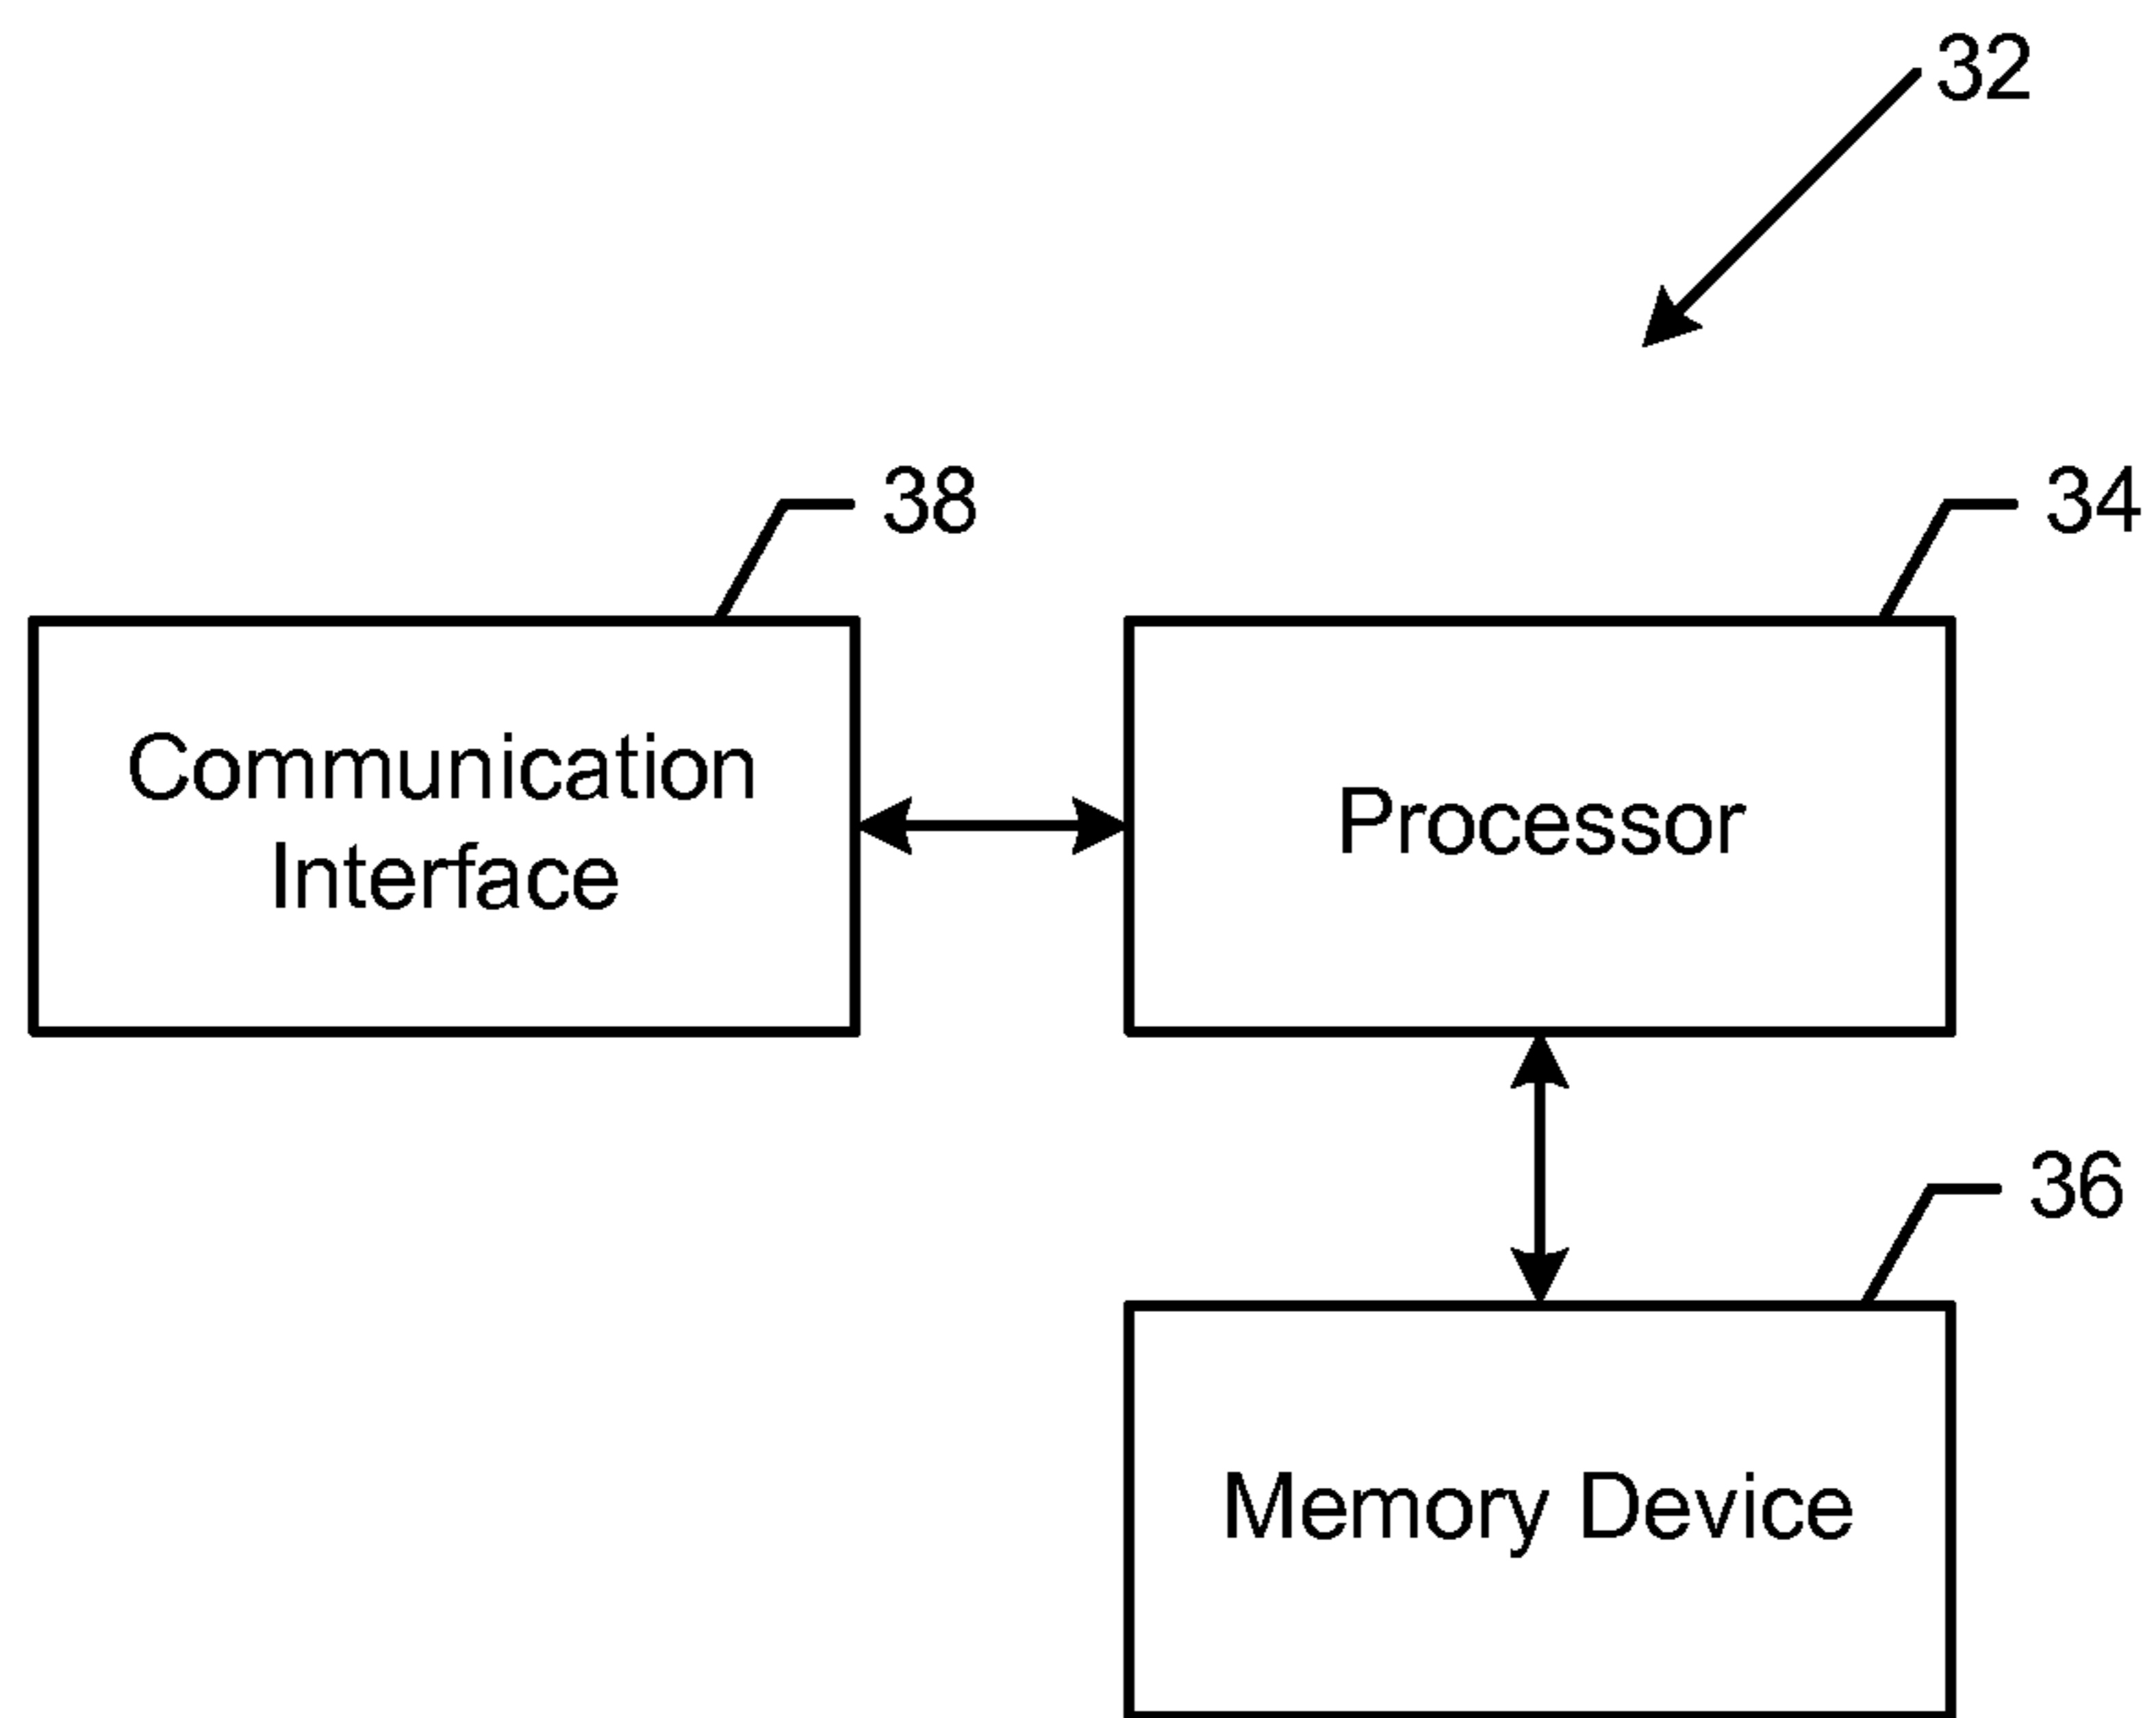 32
38
34
Communication
Interface
Processor
36
Memory Device